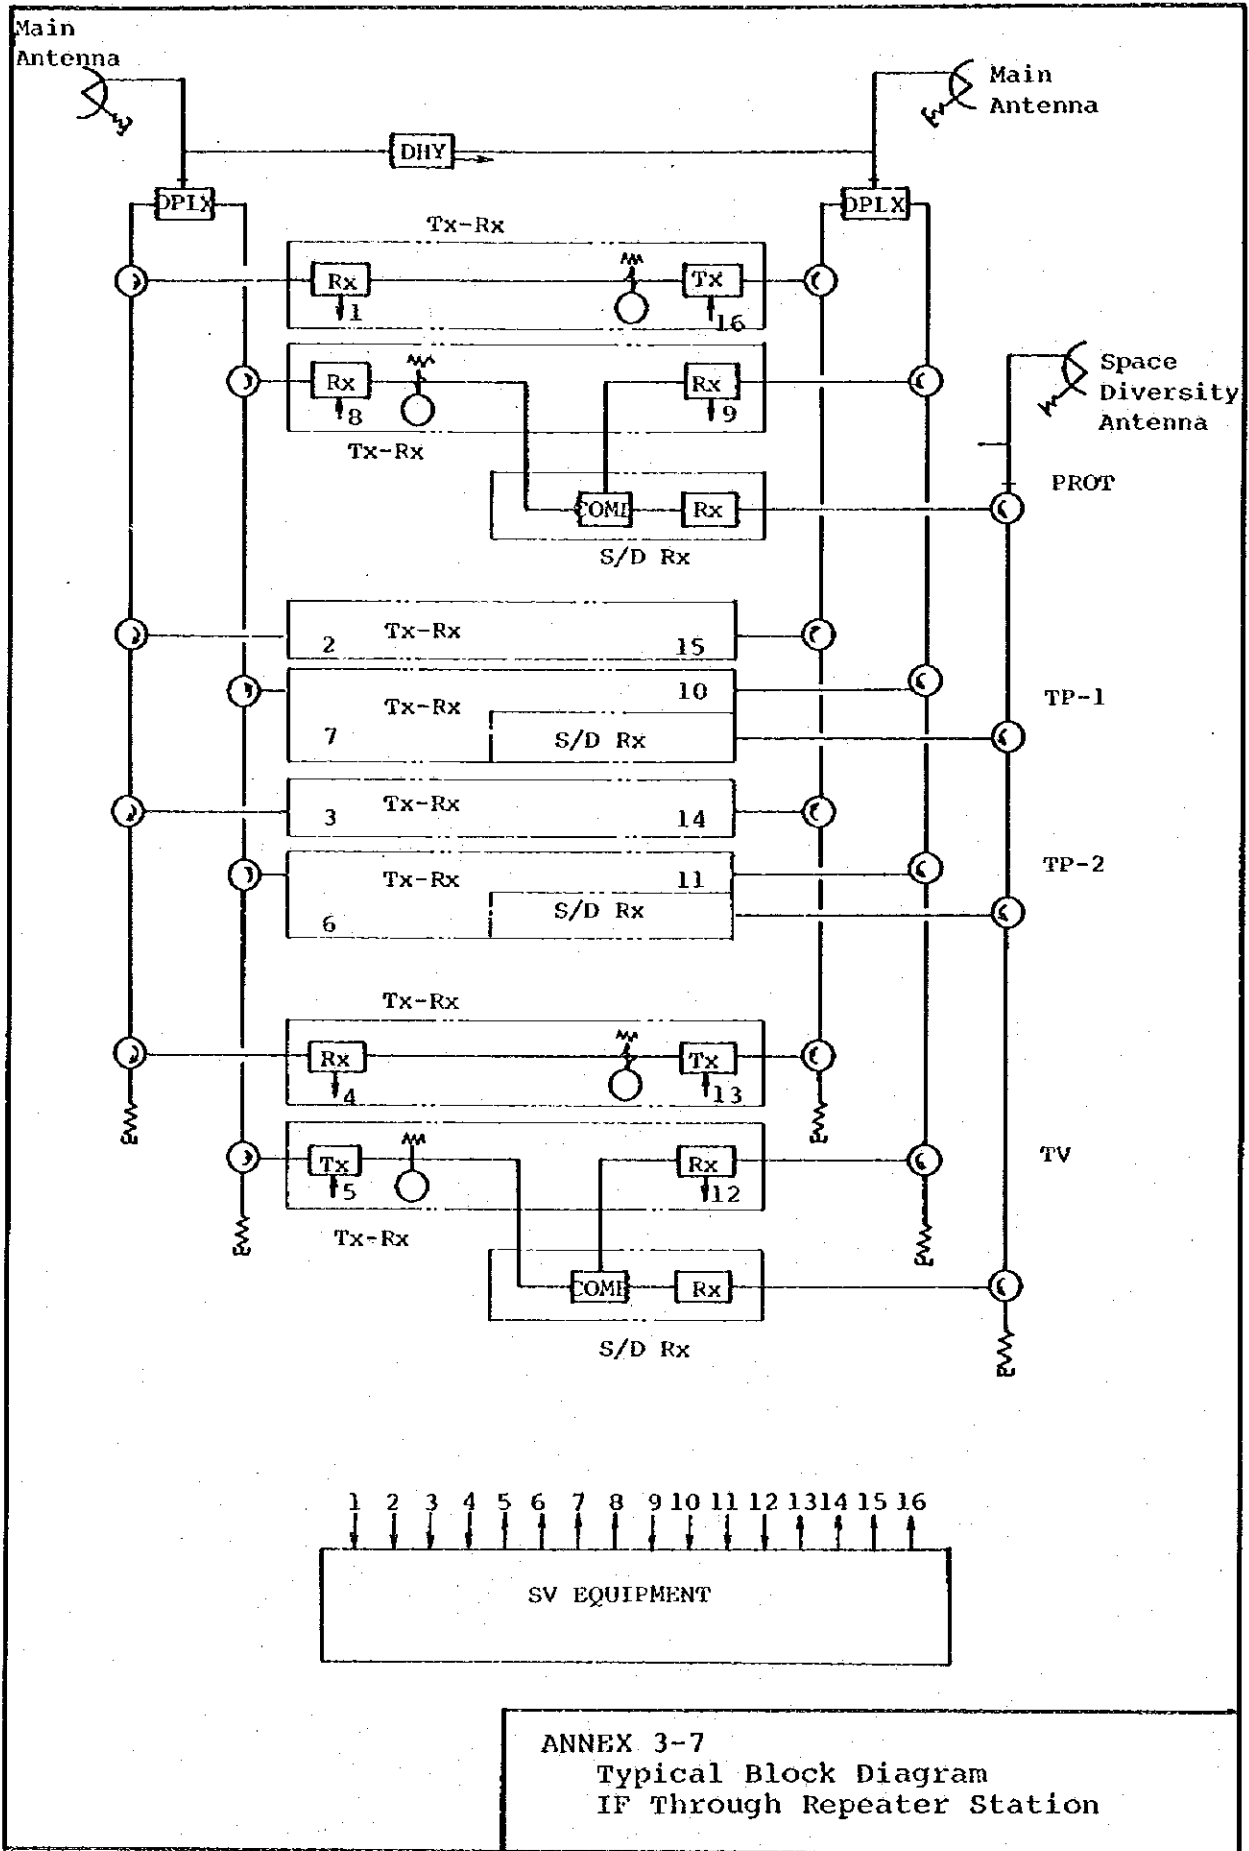 Main
Antenna
Main
Antenna
DHY
DPLX
DPLX
Tx-Rx
Rx
Tx
1
16
Space
Diversity
Antenna
Rx
Rx
8
9
Tx-Rx
PROT
COMB
Rx
S/D Rx
2 Tx-Rx 15
10
Tx-Rx
TP-1
7 S/D Rx
3 Tx-Rx 14
Tx-Rx 11
TP-2
6 S/D Rx
Tx-Rx
Rx
Tx
4
13
TV
Tx
Rx
5
12
Tx-Rx
COMB
Rx
S/D Rx
1 2 3 4 5 6 7 8 9 10 11 12 13 14 15 16
SV EQUIPMENT
ANNEX 3-7
Typical Block Diagram
IF Through Repeater Station